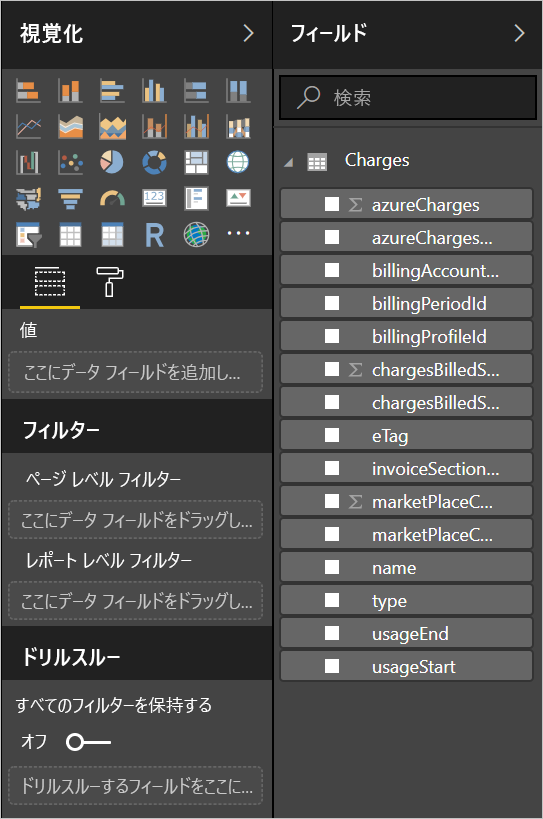 視覚化
123
R
値
ここにデータ フィールドを追加し...
フィルター
ページ レベル フィルター
ここにデータ フィールドをドラッグし...
レポート レベル フィルター
ここにデータ フィールドをドラッグし...
ドリルスルー
すべてのフィルターを保持する
オフ
ドリルスルーするフィールドをここに...
フィールド
検索
Charges
Σ azureCharges
azureCharges...
billingAccount...
billingPeriodId
billingProfileId
Σ chargesBilledS...
chargesBilledS...
eTag
invoiceSection...
Σ marketPlaceC...
marketPlaceC...
name
type
usageEnd
usageStart